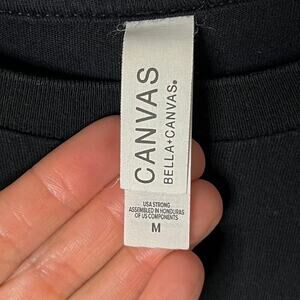 CANVAS
BELLA+CANVAS®
USA STRONG
ASSEMBLED IN HONDURAS
OF US COMPONENTS
M